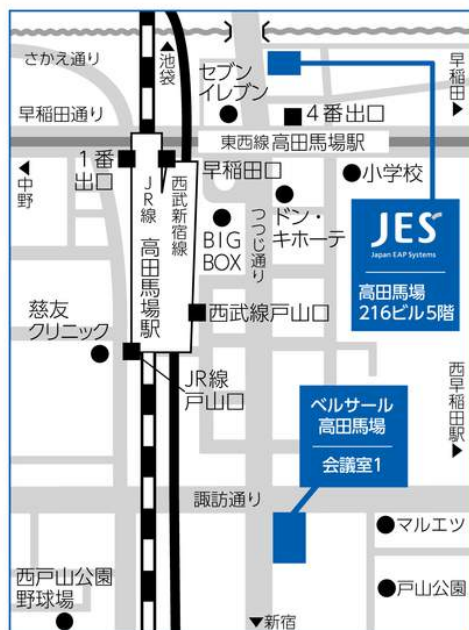 さかえ通り
▲池袋
セブン
イレブン
早稲田▶
早稲田通り
4番出口
東西線 高田馬場駅
◀中野
1番
出口
早稲田口
小学校
JR線
西武新宿線
高田馬場駅
BIG
BOX
つつじ通り
ドン・
キホーテ
JES
Japan EAP Systems
高田馬場
216ビル5階
慈友
クリニック
西武線戸山口
JR線
戸山口
西早稲田駅▶
ベルサール
高田馬場
会議室1
諏訪通り
マルエツ
西戸山公園
野球場
戸山公園
▼新宿